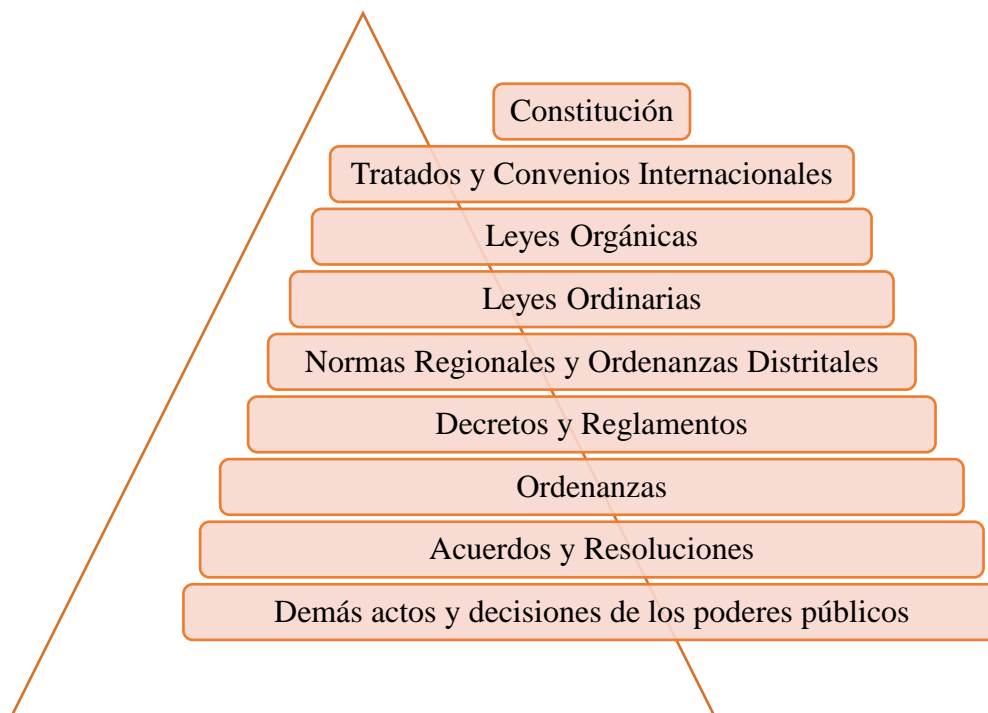 Constitución
Tratados y Convenios Internacionales
Leyes Orgánicas
Leyes Ordinarias
Normas Regionales y Ordenanzas Distritales
Decretos y Reglamentos
Ordenanzas
Acuerdos y Resoluciones
Demás actos y decisiones de los poderes públicos